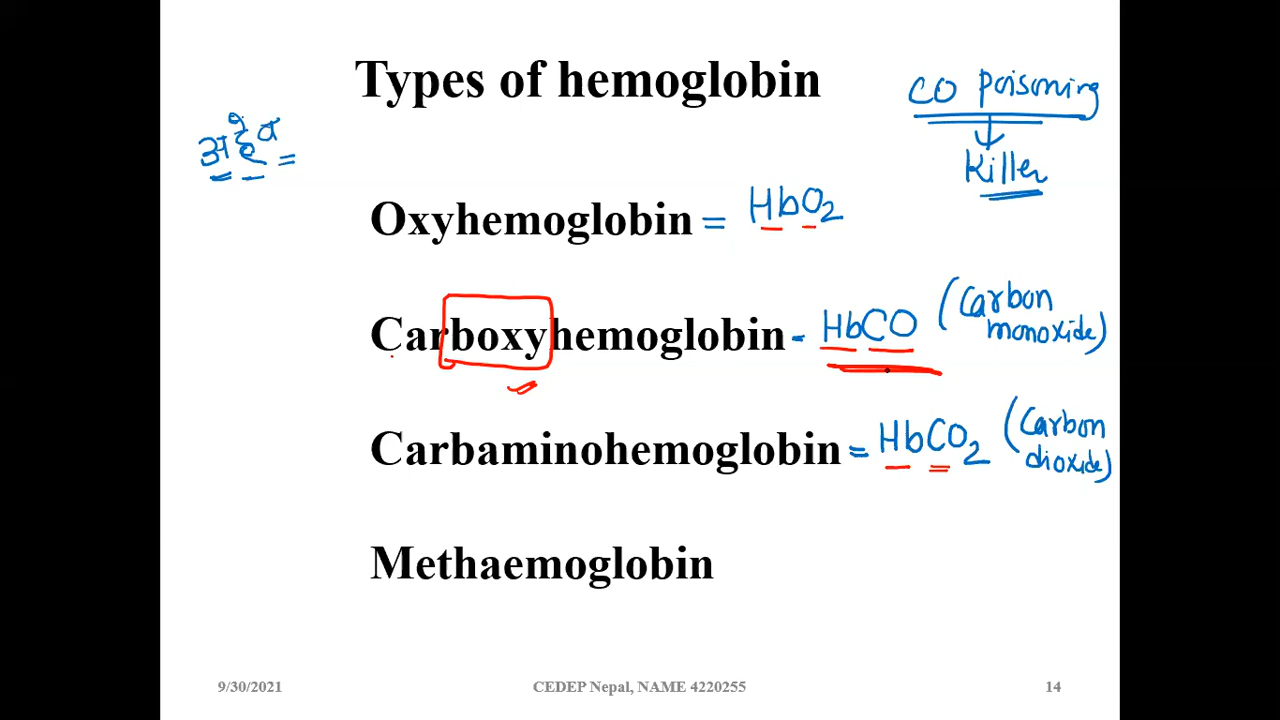 Types of hemoglobin
CO poisoning
↓
Killer
Oxyhemoglobin = HbO2
Carboxyhemoglobin - HbCO (Carbon monoxide)
Carbaminohemoglobin = HbCO2 (Carbon dioxide)
Methaemoglobin
9/30/2021 CEDEP Nepal, NAME 4220255 14